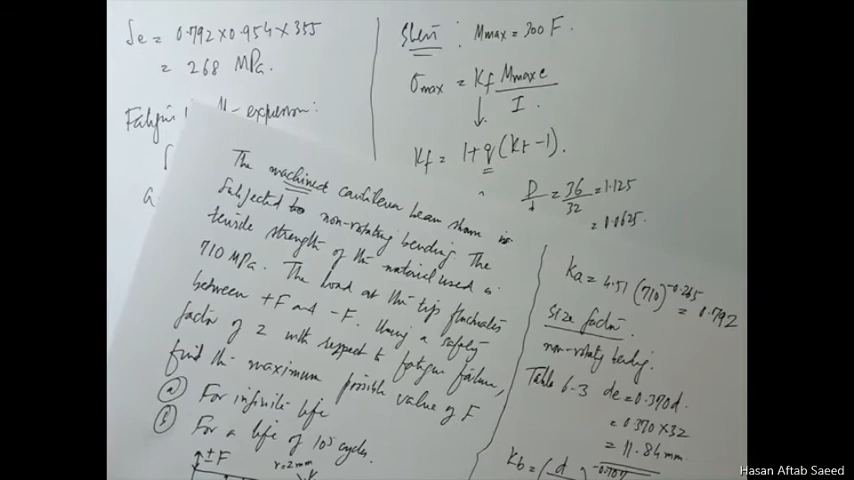 Se = 0.792 x 0.954 x 355
= 268 MPa.
Fatigue expression:
Shear : Mmax = 300 F.
σmax = Kf Mmax c / I.
Kf = 1 + q (Kt - 1).
D/d = 36/32 = 1.125
= 0.0625.
The machined cantilever beam shown is
subjected to non-rotating bending. The
tensile strength of the material used is
710 MPa. The load at the tip fluctuates
between +F and -F. Using a safety
factor of 2 with respect to fatigue failure,
find the maximum possible value of F
(a) For infinite life
(b) For a life of 10⁵ cycles.
±F
r=2mm
Ka = 4.51 (710)^-0.265
= 0.792
Size factor.
non-rotating bending.
Table 6-3 de = 0.370d.
= 0.370 x 32
= 11.84 mm.
Kb = (d
-0.107
Hasan Aftab Saeed